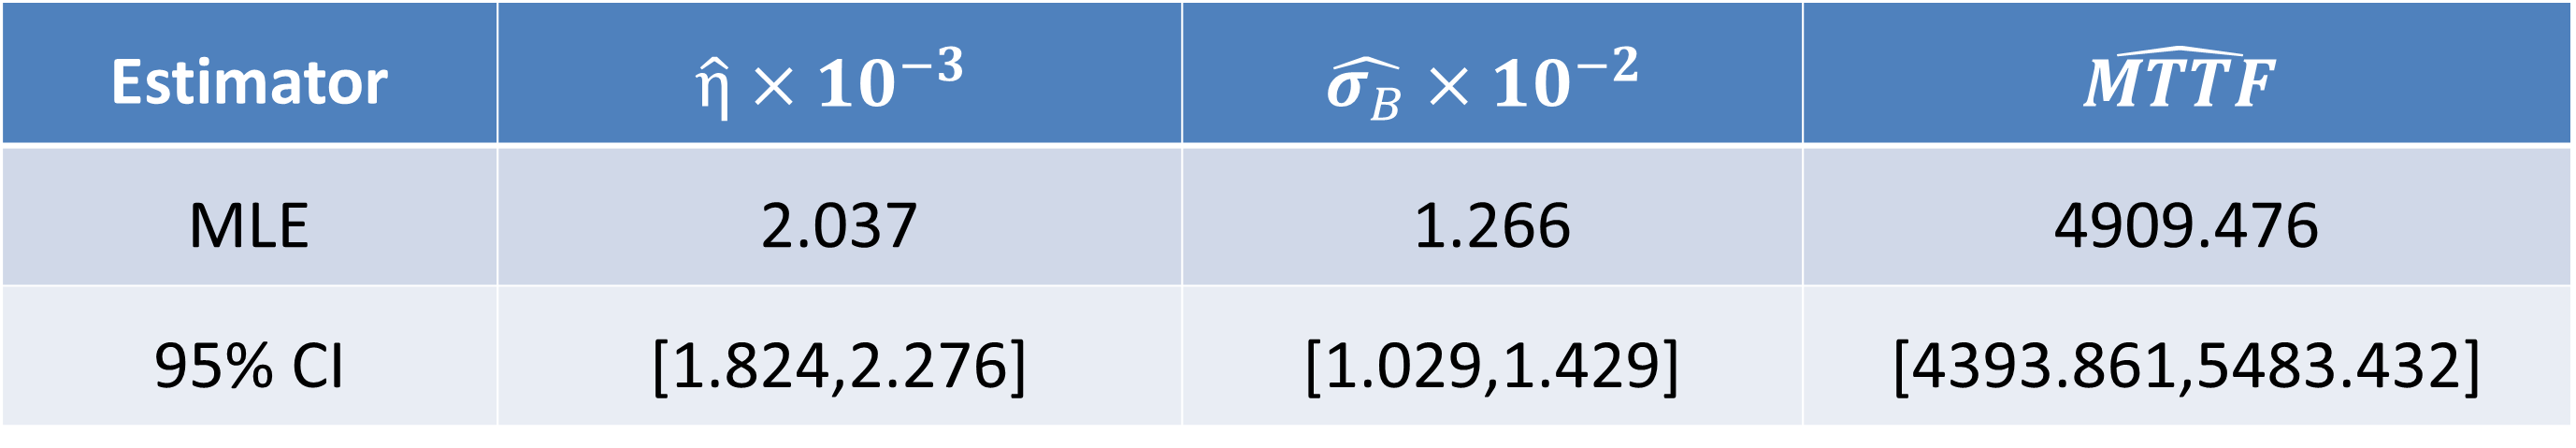 Estimator η̂ × 10⁻³ σ̂_B × 10⁻² M̂TTF
MLE 2.037 1.266 4909.476
95% CI [1.824,2.276] [1.029,1.429] [4393.861,5483.432]